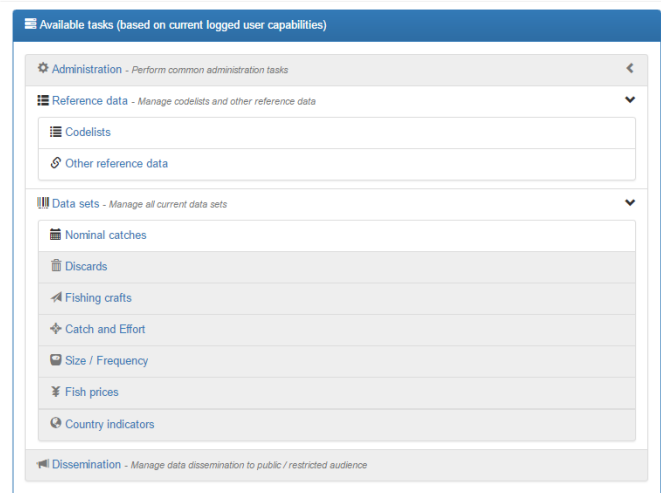 Available tasks (based on current logged user capabilities)
Administration - Perform common administration tasks
Reference data - Manage codelists and other reference data
Codelists
Other reference data
Data sets - Manage all current data sets
Nominal catches
Discards
Fishing crafts
Catch and Effort
Size / Frequency
Fish prices
Country indicators
Dissemination - Manage data dissemination to public / restricted audience